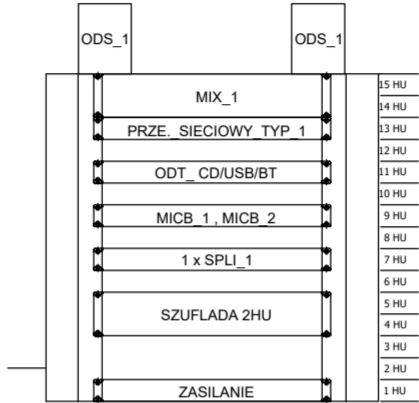 ODS_1 ODS_1
15 HU
MIX_1
14 HU
PRZE._SIECIOWY_TYP_1 13 HU
12 HU
ODT_ CD/USB/BT 11 HU
10 HU
MICB_1 , MICB_2 9 HU
8 HU
1 x SPLI_1 7 HU
6 HU
5 HU
SZUFLADA 2HU
4 HU
3 HU
2 HU
ZASILANIE 1 HU